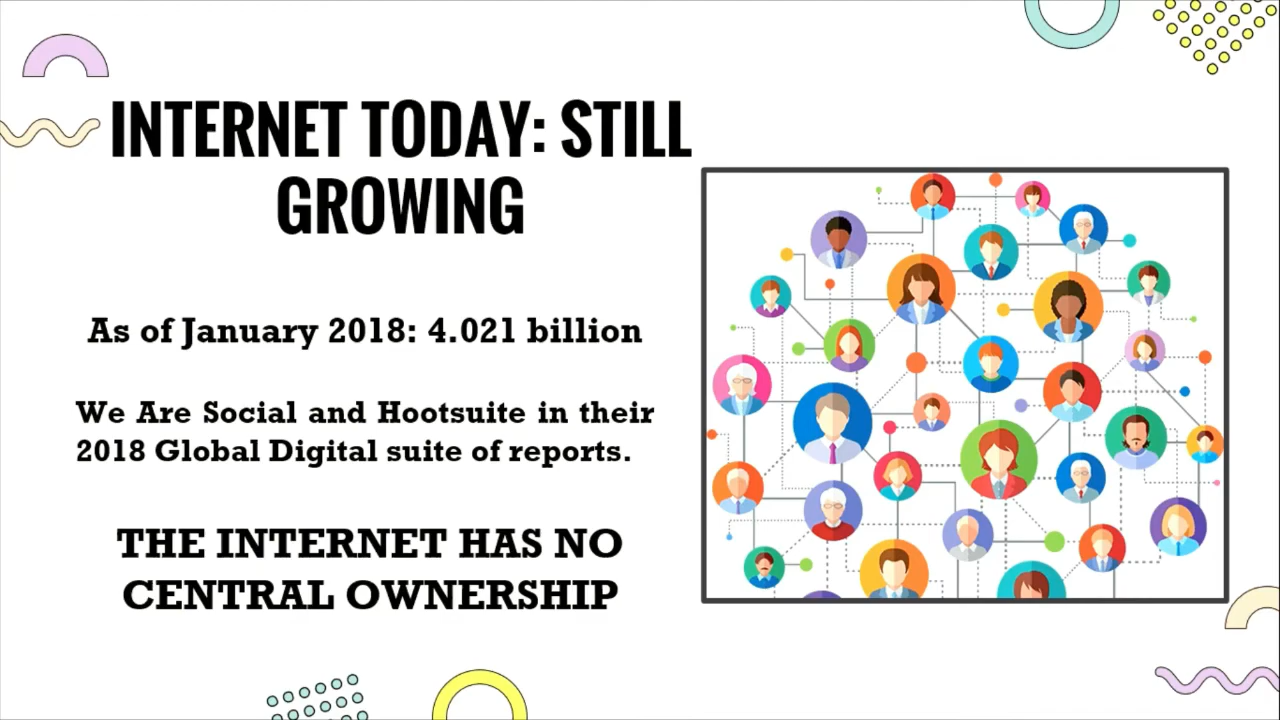 INTERNET TODAY: STILL
GROWING
As of January 2018: 4.021 billion
We Are Social and Hootsuite in their
2018 Global Digital suite of reports.
THE INTERNET HAS NO
CENTRAL OWNERSHIP